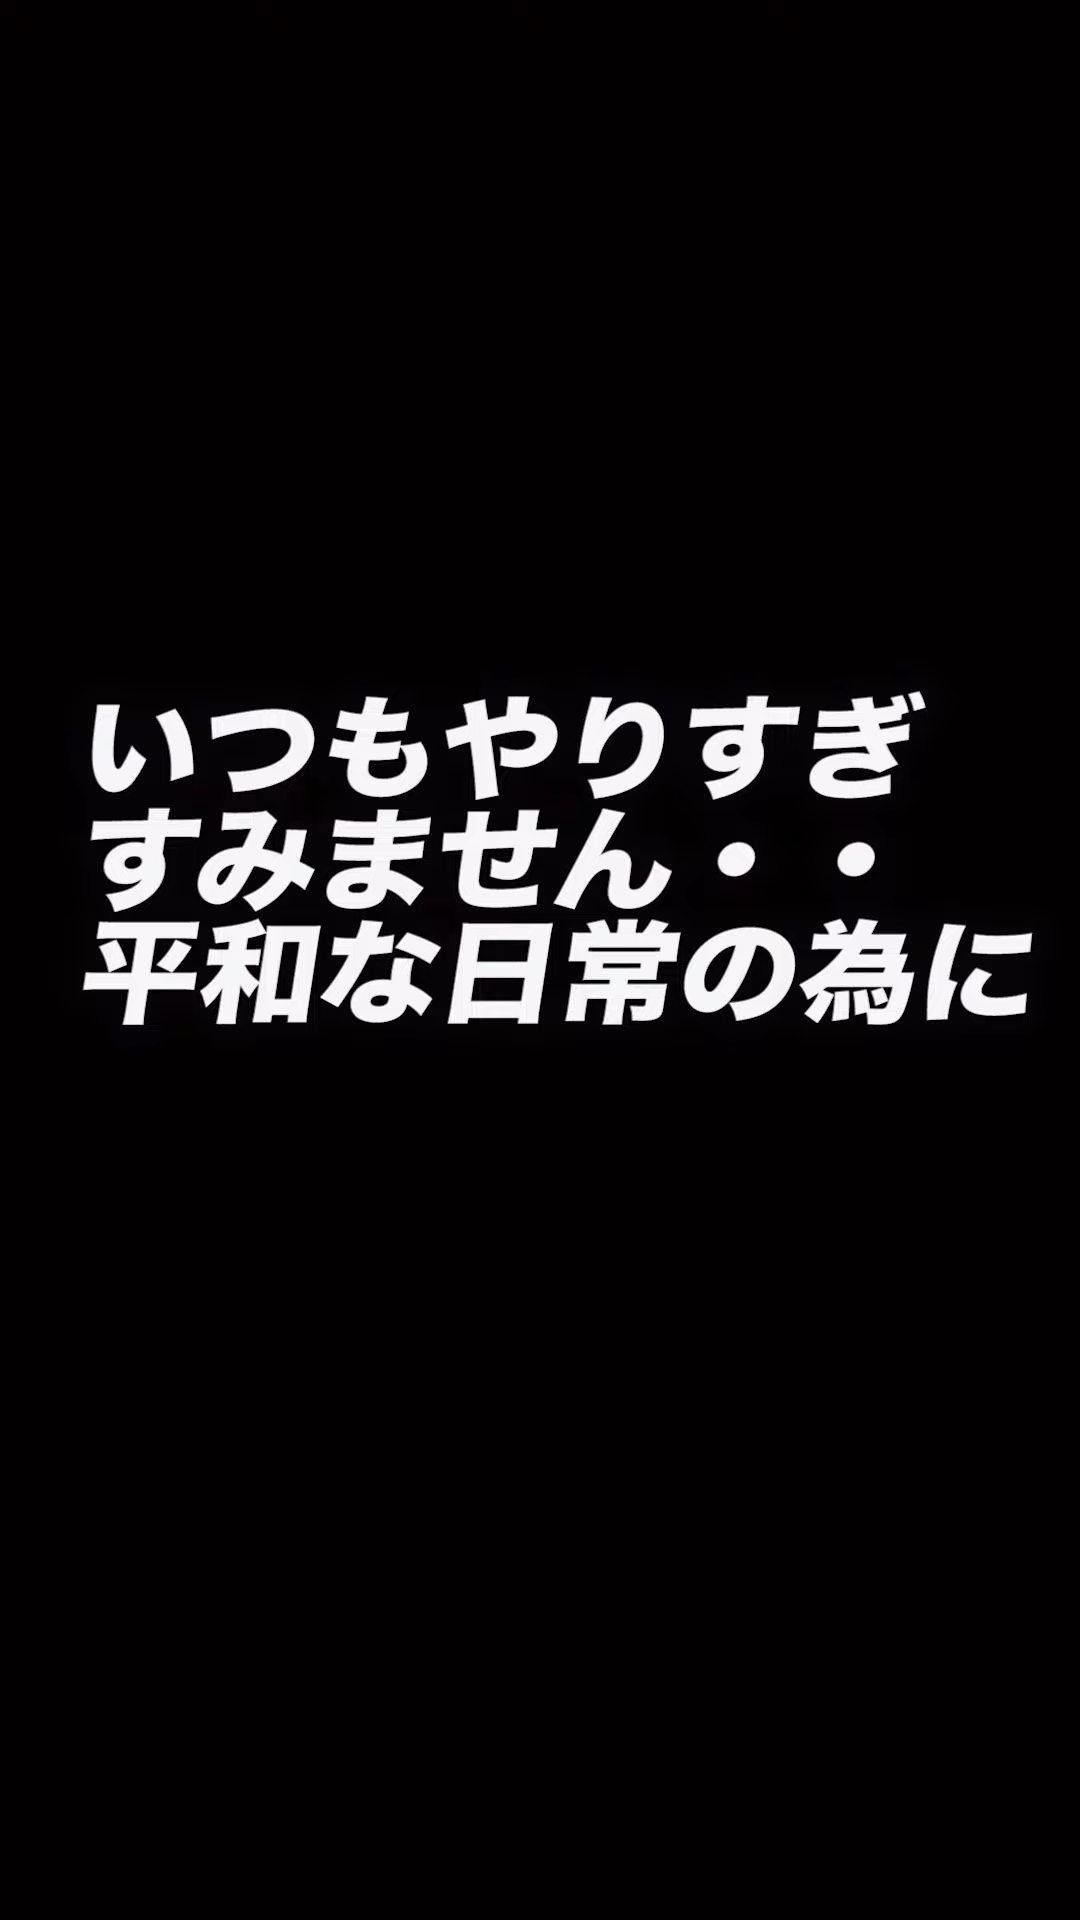 いつもやりすぎ
すみません・・
平和な日常の為に